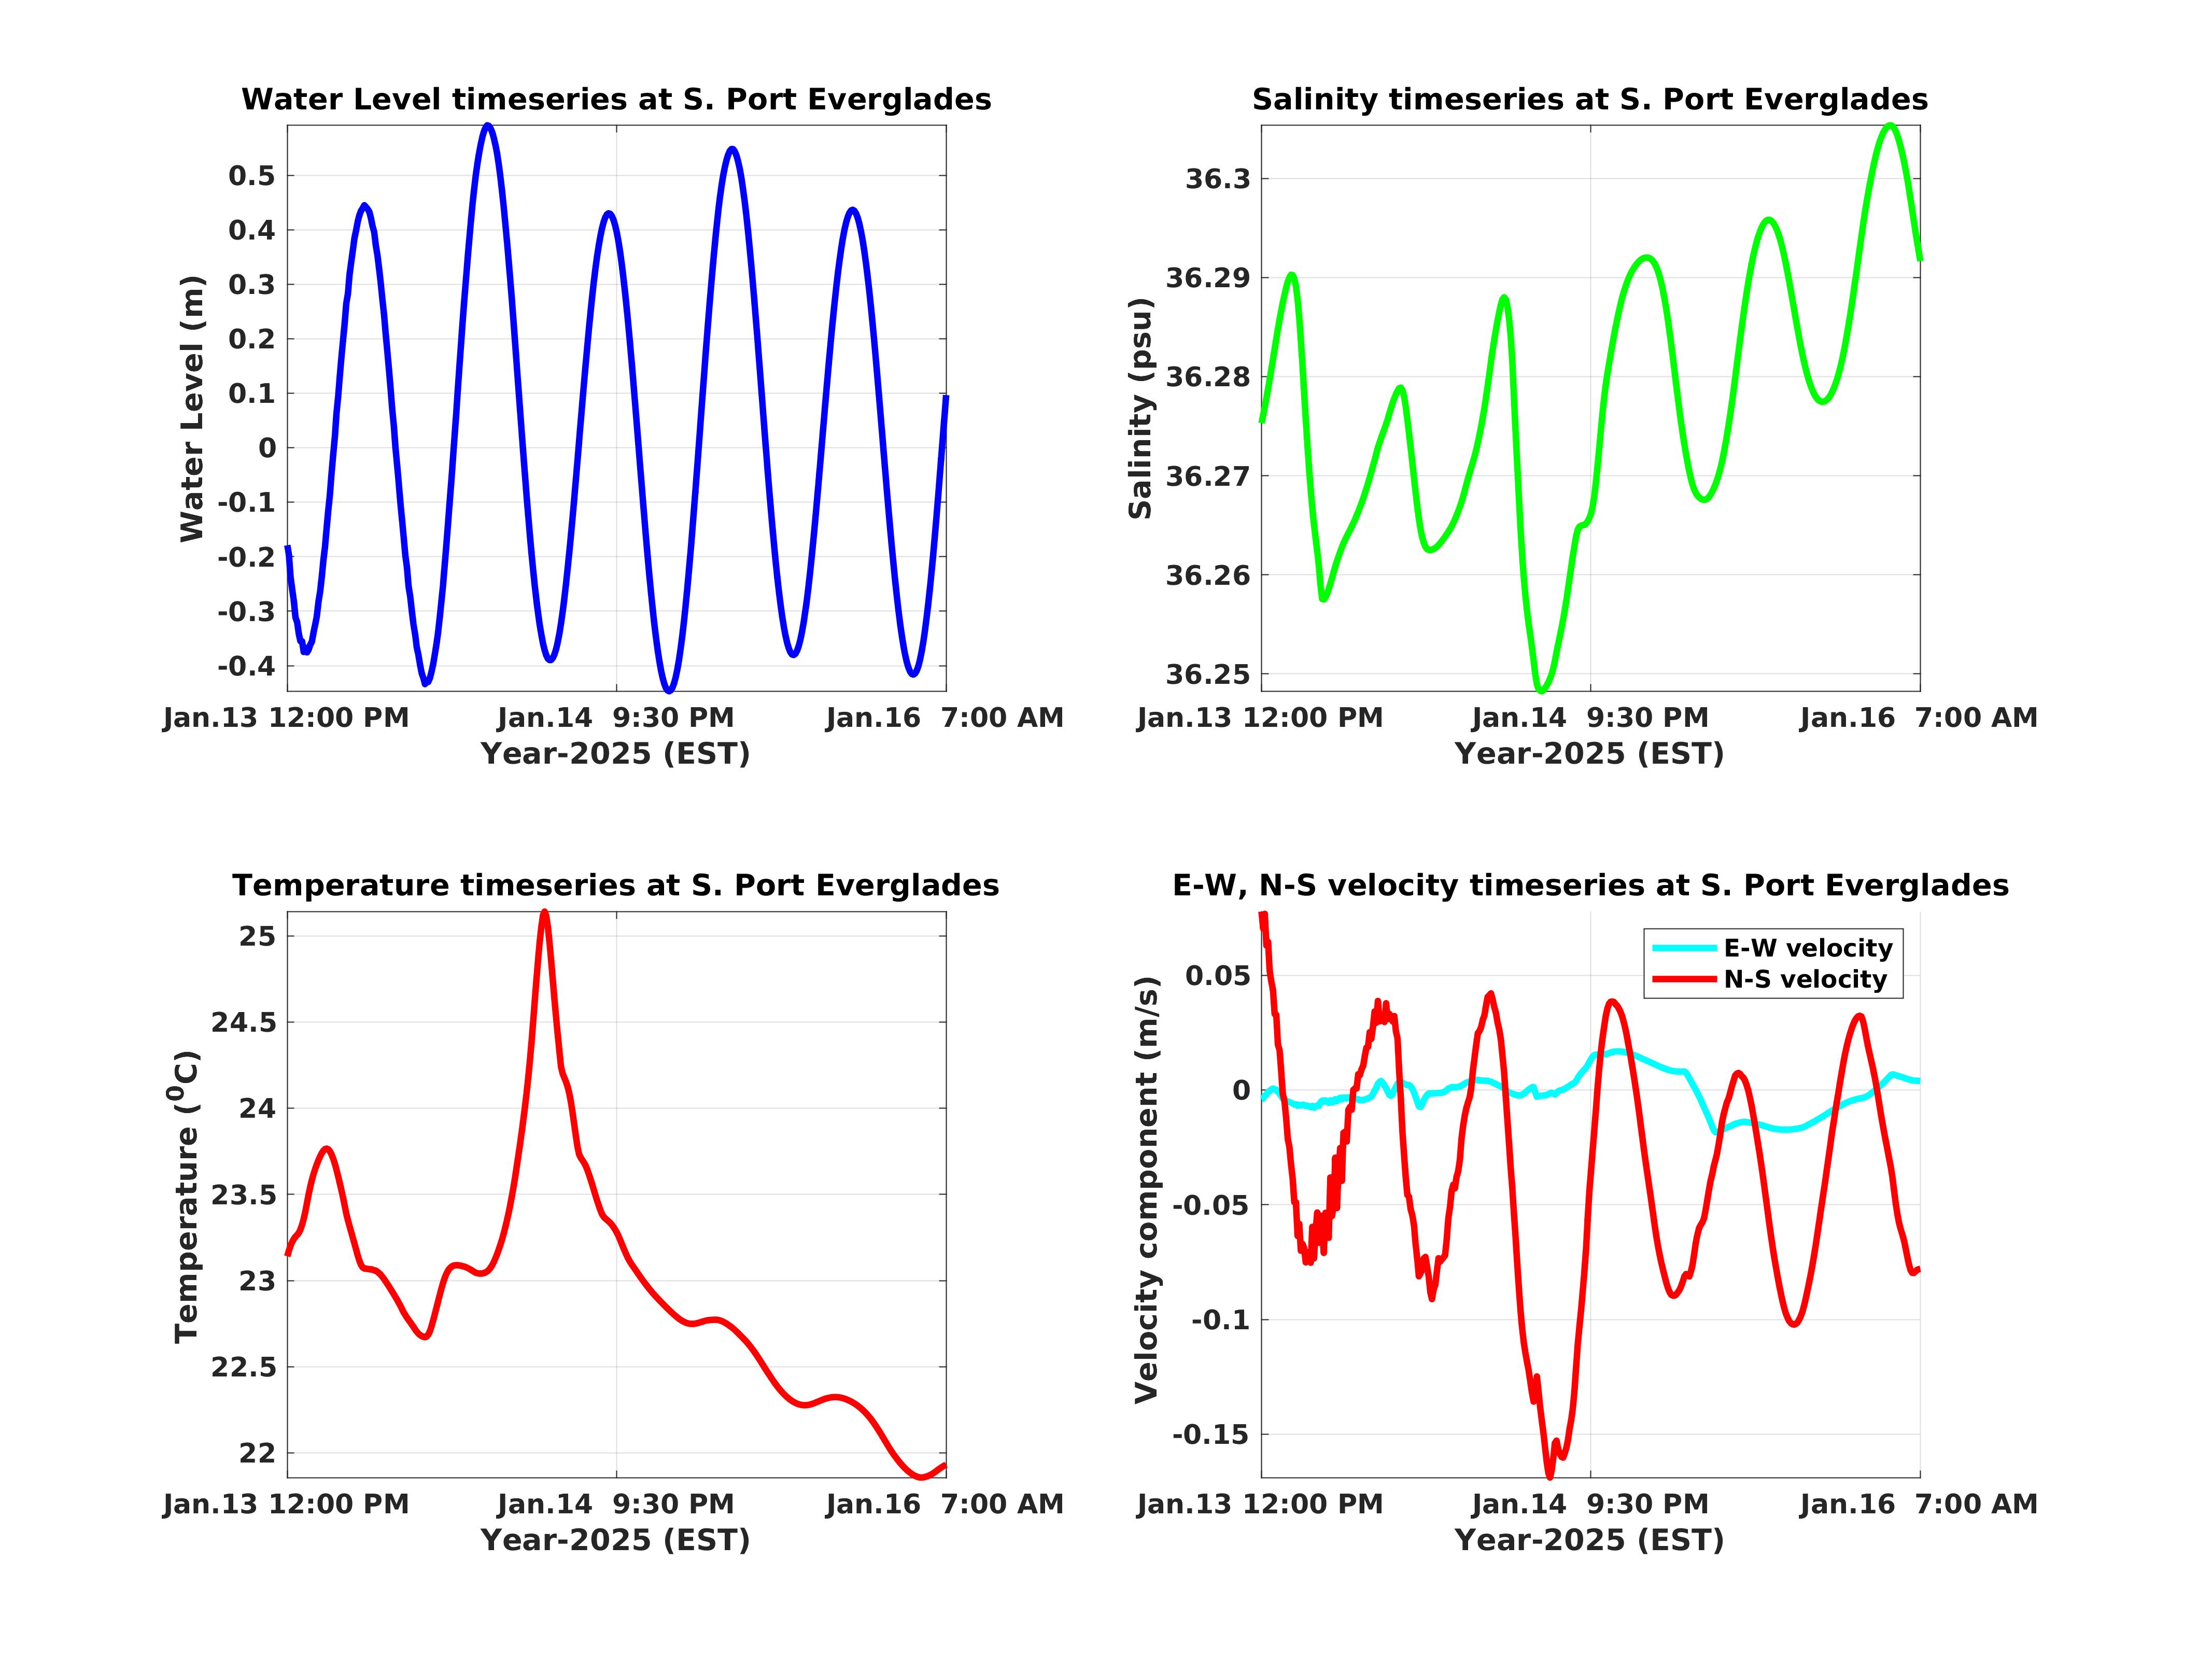 Water Level timeseries at S. Port Everglades
Water Level (m)
0.5
0.4
0.3
0.2
0.1
0
-0.1
-0.2
-0.3
-0.4
Jan.13 12:00 PM
Jan.14 9:30 PM
Jan.16 7:00 AM
Year-2025 (EST)
Salinity timeseries at S. Port Everglades
Salinity (psu)
36.3
36.29
36.28
36.27
36.26
36.25
Jan.13 12:00 PM
Jan.14 9:30 PM
Jan.16 7:00 AM
Year-2025 (EST)
Temperature timeseries at S. Port Everglades
Temperature (⁰C)
25
24.5
24
23.5
23
22.5
22
Jan.13 12:00 PM
Jan.14 9:30 PM
Jan.16 7:00 AM
Year-2025 (EST)
E-W, N-S velocity timeseries at S. Port Everglades
Velocity component (m/s)
0.05
0
-0.05
-0.1
-0.15
E-W velocity
N-S velocity
Jan.13 12:00 PM
Jan.14 9:30 PM
Jan.16 7:00 AM
Year-2025 (EST)